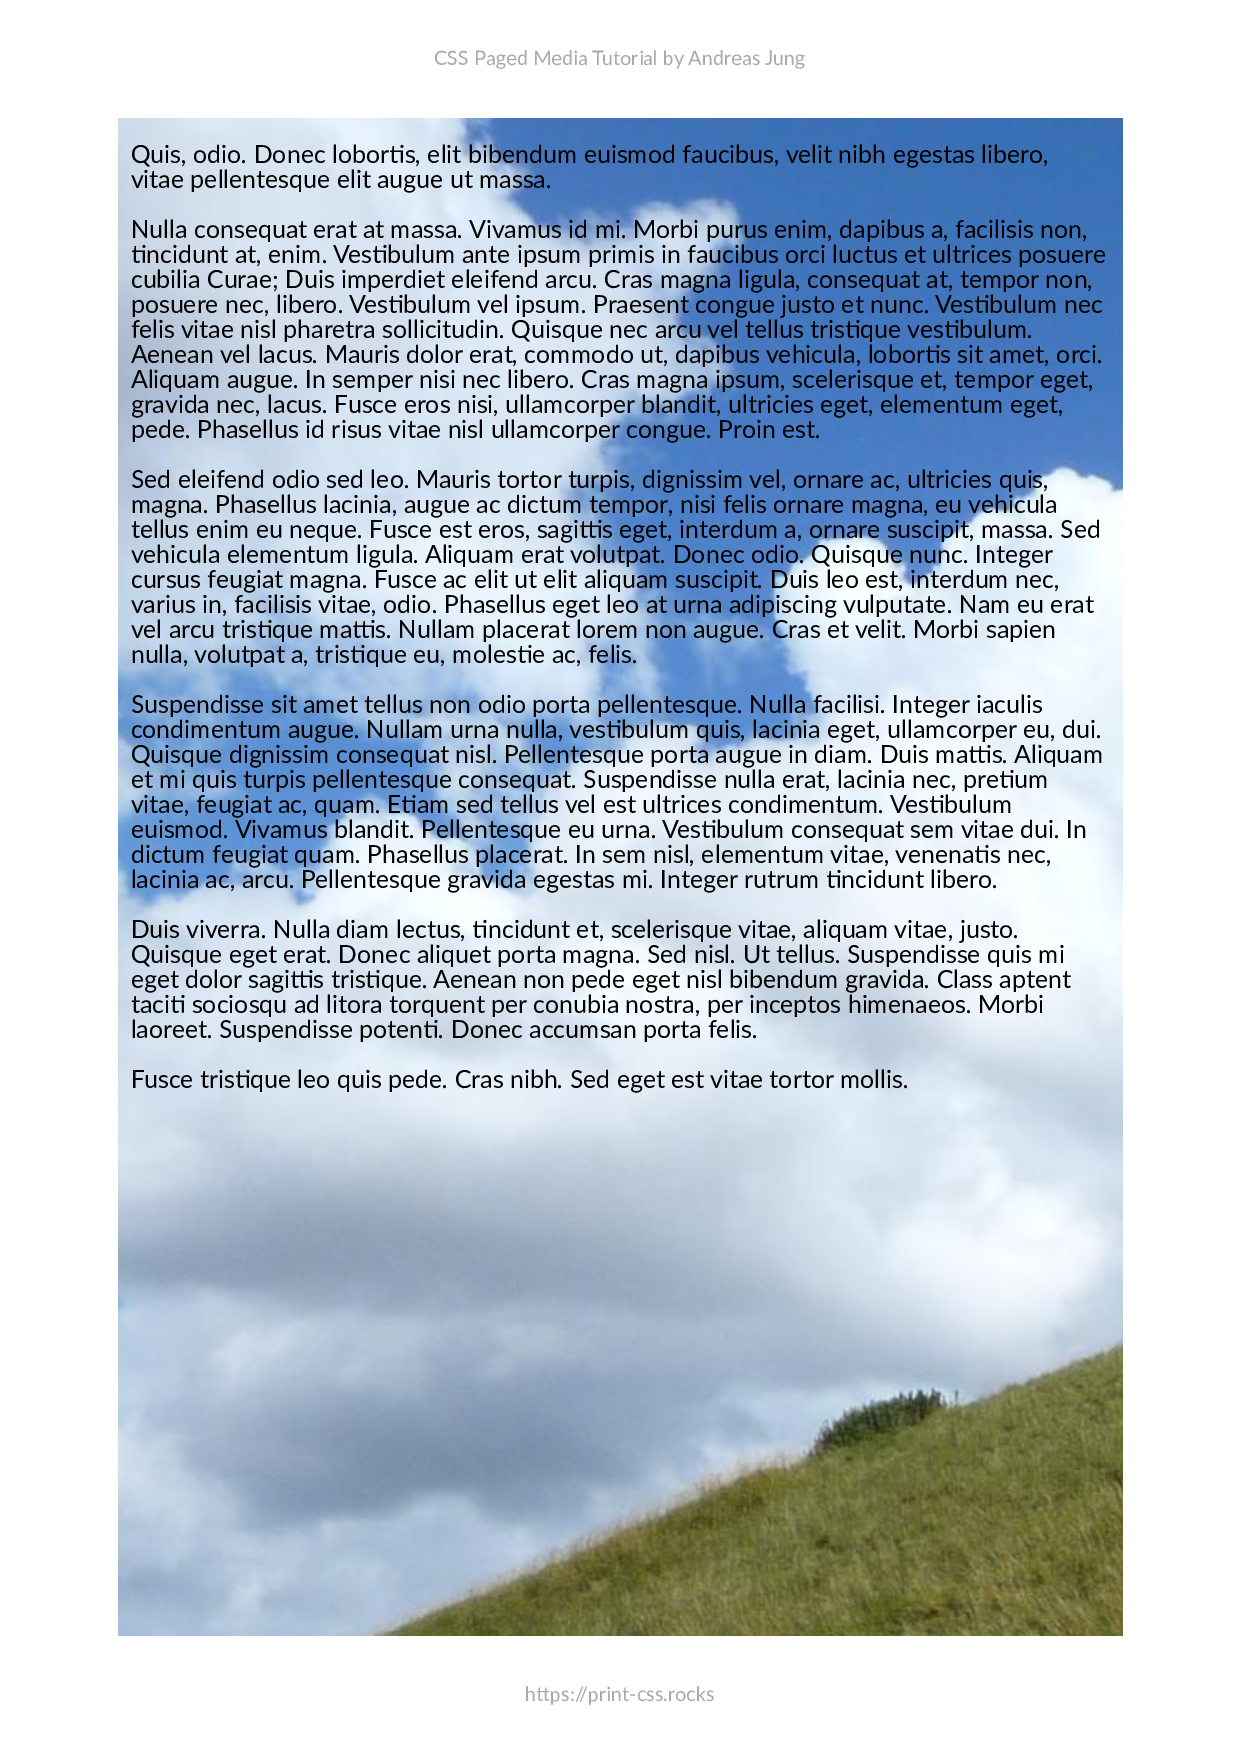 CSS Paged Media Tutorial by Andreas Jung
Quis, odio. Donec lobortis, elit bibendum euismod faucibus, velit nibh egestas libero,
vitae pellentesque elit augue ut massa.
Nulla consequat erat at massa. Vivamus id mi. Morbi purus enim, dapibus a, facilisis non,
tincidunt at, enim. Vestibulum ante ipsum primis in faucibus orci luctus et ultrices posuere
cubilia Curae; Duis imperdiet eleifend arcu. Cras magna ligula, consequat at, tempor non,
posuere nec, libero. Vestibulum vel ipsum. Praesent congue justo et nunc. Vestibulum nec
felis vitae nisl pharetra sollicitudin. Quisque nec arcu vel tellus tristique vestibulum.
Aenean vel lacus. Mauris dolor erat, commodo ut, dapibus vehicula, lobortis sit amet, orci.
Aliquam augue. In semper nisi nec libero. Cras magna ipsum, scelerisque et, tempor eget,
gravida nec, lacus. Fusce eros nisi, ullamcorper blandit, ultricies eget, elementum eget,
pede. Phasellus id risus vitae nisl ullamcorper congue. Proin est.
Sed eleifend odio sed leo. Mauris tortor turpis, dignissim vel, ornare ac, ultricies quis,
magna. Phasellus lacinia, augue ac dictum tempor, nisi felis ornare magna, eu vehicula
tellus enim eu neque. Fusce est eros, sagittis eget, interdum a, ornare suscipit, massa. Sed
vehicula elementum ligula. Aliquam erat volutpat. Donec odio. Quisque nunc. Integer
cursus feugiat magna. Fusce ac elit ut elit aliquam suscipit. Duis leo est, interdum nec,
varius in, facilisis vitae, odio. Phasellus eget leo at urna adipiscing vulputate. Nam eu erat
vel arcu tristique mattis. Nullam placerat lorem non augue. Cras et velit. Morbi sapien
nulla, volutpat a, tristique eu, molestie ac, felis.
Suspendisse sit amet tellus non odio porta pellentesque. Nulla facilisi. Integer iaculis
condimentum augue. Nullam urna nulla, vestibulum quis, lacinia eget, ullamcorper eu, dui.
Quisque dignissim consequat nisl. Pellentesque porta augue in diam. Duis mattis. Aliquam
et mi quis turpis pellentesque consequat. Suspendisse nulla erat, lacinia nec, pretium
vitae, feugiat ac, quam. Etiam sed tellus vel est ultrices condimentum. Vestibulum
euismod. Vivamus blandit. Pellentesque eu urna. Vestibulum consequat sem vitae dui. In
dictum feugiat quam. Phasellus placerat. In sem nisl, elementum vitae, venenatis nec,
lacinia ac, arcu. Pellentesque gravida egestas mi. Integer rutrum tincidunt libero.
Duis viverra. Nulla diam lectus, tincidunt et, scelerisque vitae, aliquam vitae, justo.
Quisque eget erat. Donec aliquet porta magna. Sed nisl. Ut tellus. Suspendisse quis mi
eget dolor sagittis tristique. Aenean non pede eget nisl bibendum gravida. Class aptent
taciti sociosqu ad litora torquent per conubia nostra, per inceptos himenaeos. Morbi
laoreet. Suspendisse potenti. Donec accumsan porta felis.
Fusce tristique leo quis pede. Cras nibh. Sed eget est vitae tortor mollis.
https://print-css.rocks